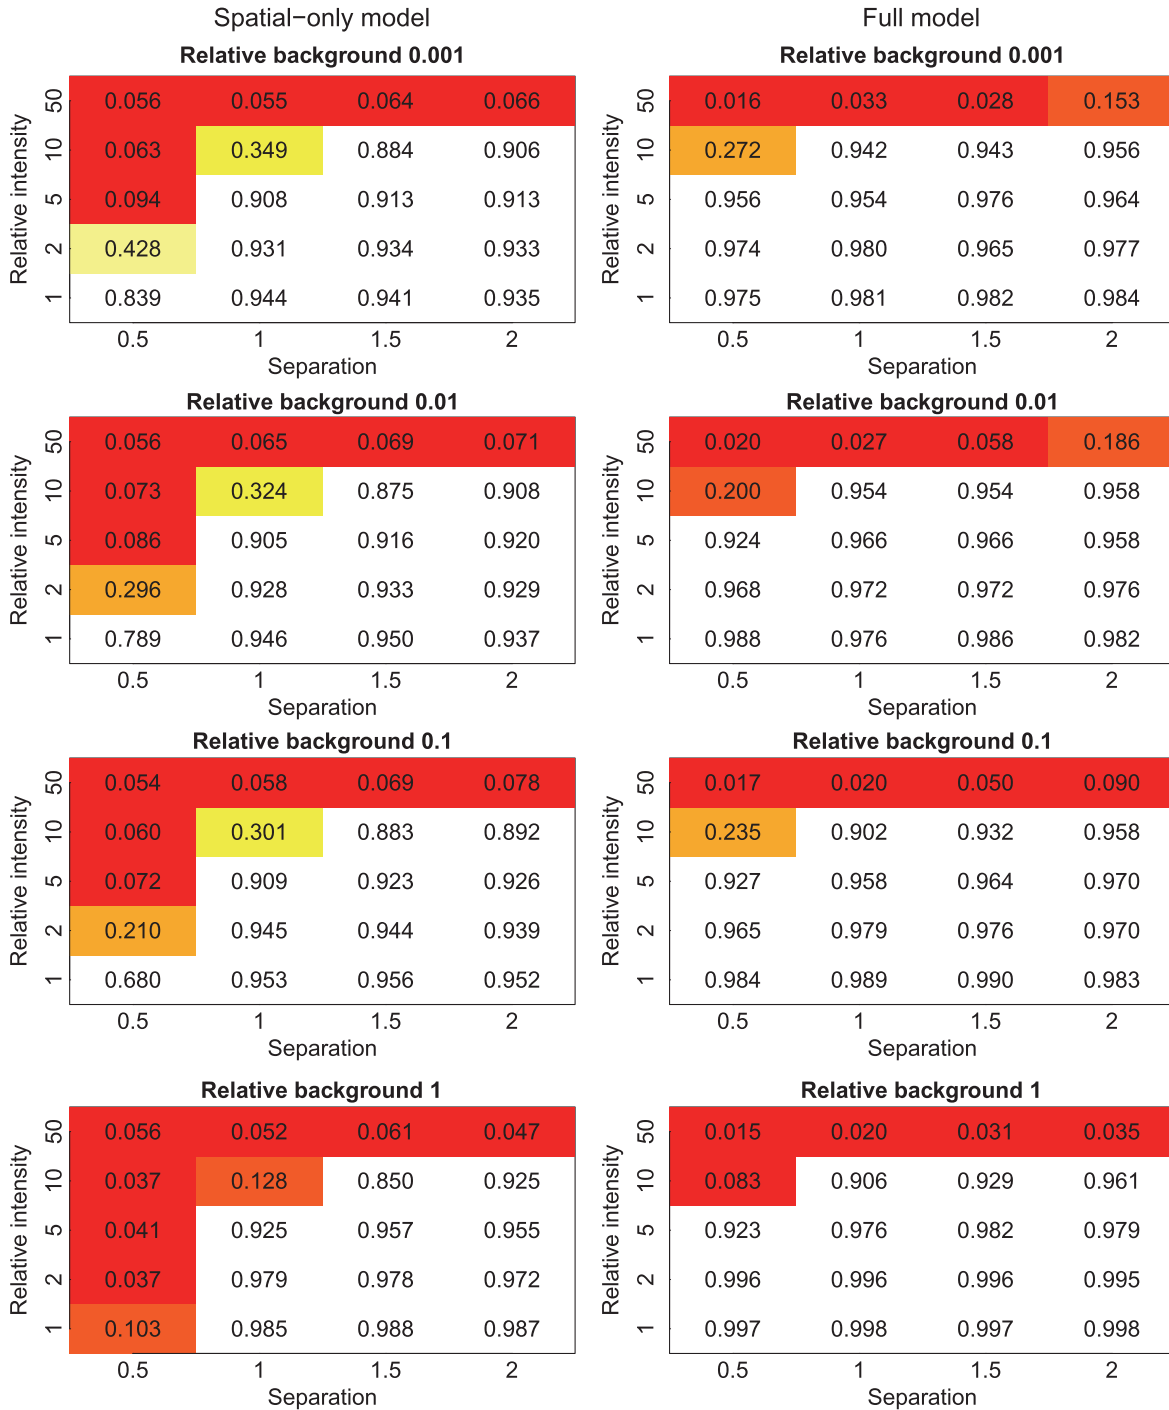 Spatial−only model
Full model
Relative background 0.001
Relative intensity
50 0.056 0.055 0.064 0.066
10 0.063 0.349 0.884 0.906
5 0.094 0.908 0.913 0.913
2 0.428 0.931 0.934 0.933
1 0.839 0.944 0.941 0.935
0.5 1 1.5 2
Separation
Relative background 0.001
Relative intensity
50 0.016 0.033 0.028 0.153
10 0.272 0.942 0.943 0.956
5 0.956 0.954 0.976 0.964
2 0.974 0.980 0.965 0.977
1 0.975 0.981 0.982 0.984
0.5 1 1.5 2
Separation
Relative background 0.01
Relative intensity
50 0.056 0.065 0.069 0.071
10 0.073 0.324 0.875 0.908
5 0.086 0.905 0.916 0.920
2 0.296 0.928 0.933 0.929
1 0.789 0.946 0.950 0.937
0.5 1 1.5 2
Separation
Relative background 0.01
Relative intensity
50 0.020 0.027 0.058 0.186
10 0.200 0.954 0.954 0.958
5 0.924 0.966 0.966 0.958
2 0.968 0.972 0.972 0.976
1 0.988 0.976 0.986 0.982
0.5 1 1.5 2
Separation
Relative background 0.1
Relative intensity
50 0.054 0.058 0.069 0.078
10 0.060 0.301 0.883 0.892
5 0.072 0.909 0.923 0.926
2 0.210 0.945 0.944 0.939
1 0.680 0.953 0.956 0.952
0.5 1 1.5 2
Separation
Relative background 0.1
Relative intensity
50 0.017 0.020 0.050 0.090
10 0.235 0.902 0.932 0.958
5 0.927 0.958 0.964 0.970
2 0.965 0.979 0.976 0.970
1 0.984 0.989 0.990 0.983
0.5 1 1.5 2
Separation
Relative background 1
Relative intensity
50 0.056 0.052 0.061 0.047
10 0.037 0.128 0.850 0.925
5 0.041 0.925 0.957 0.955
2 0.037 0.979 0.978 0.972
1 0.103 0.985 0.988 0.987
0.5 1 1.5 2
Separation
Relative background 1
Relative intensity
50 0.015 0.020 0.031 0.035
10 0.083 0.906 0.929 0.961
5 0.923 0.976 0.982 0.979
2 0.996 0.996 0.996 0.995
1 0.997 0.998 0.997 0.998
0.5 1 1.5 2
Separation